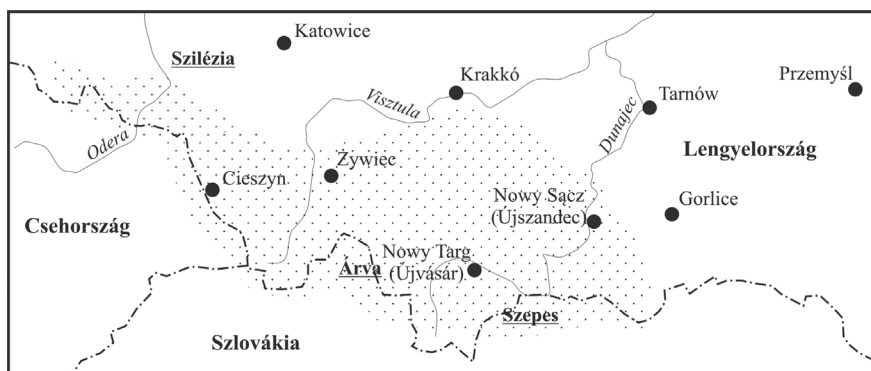 Katowice
Szilézia
Krakkó
Przemyśl
Visztula
Tarnów
Dunajec
Odera
Lengyelország
Żywiec
Cieszyn
Nowy Sącz
(Újszandec)
Gorlice
Csehország
Nowy Targ
(Újvásár)
Árva
Szepes
Szlovákia